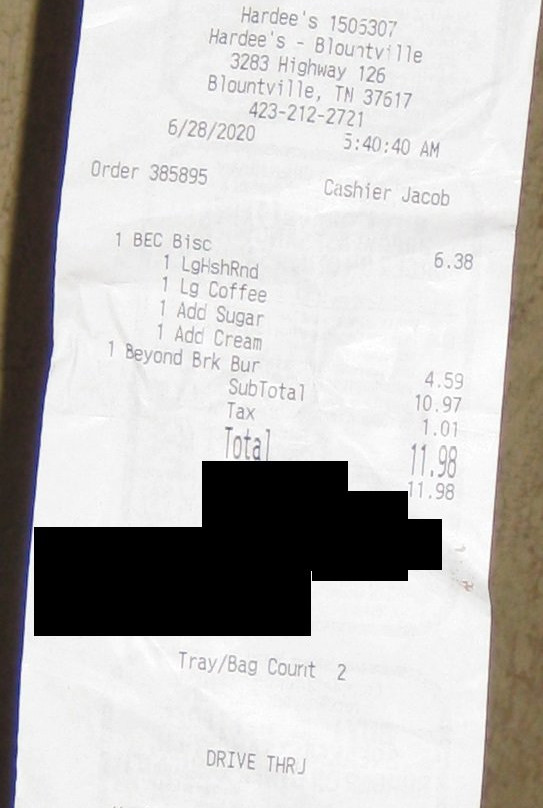 Hardee's 1505307
Hardee's - Blountville
3283 Highway 126
Blountville, TN 37617
423-212-2721
6/28/2020 5:40:40 AM
Order 385895 Cashier Jacob
1 BEC Bisc 6.38
1 LgHshRnd
1 Lg Coffee
1 Add Sugar
1 Add Cream
1 Beyond Brk Bur 4.59
SubTotal 10.97
Tax 1.01
Total 11.98
11.98
Tray/Bag Count 2
DRIVE THRU